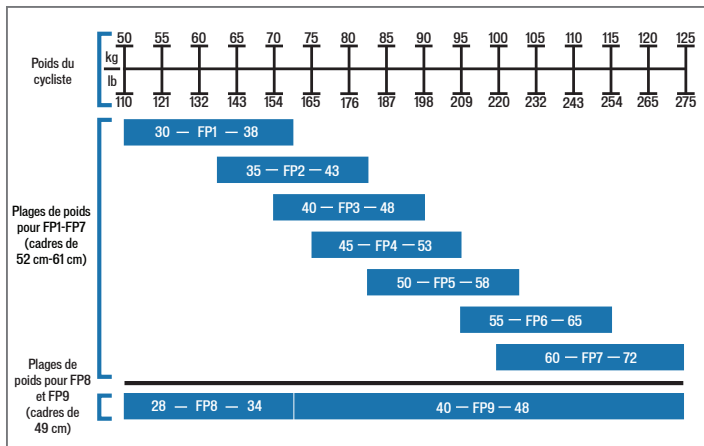 50 55 60 65 70 75 80 85 90 95 100 105 110 115 120 125
Poids du
cycliste
kg
lb
110 121 132 143 154 165 176 187 198 209 220 232 243 254 265 275
30 — FP1 — 38
35 — FP2 — 43
40 — FP3 — 48
Plages de poids
pour FP1-FP7
(cadres de
52 cm-61 cm)
45 — FP4 — 53
50 — FP5 — 58
55 — FP6 — 65
60 — FP7 — 72
Plages de
poids pour FP8
et FP9
(cadres de
49 cm)
28 — FP8 — 34
40 — FP9 — 48